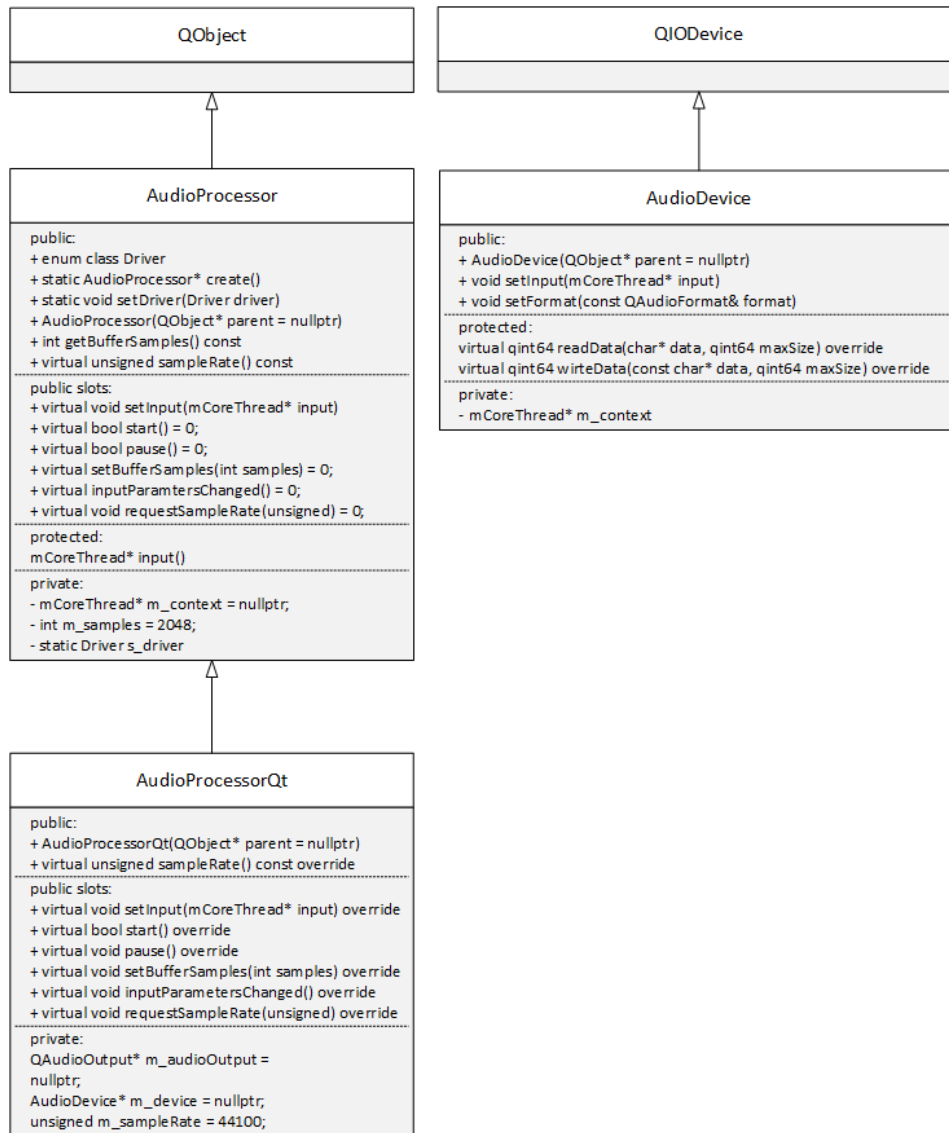 QObject
AudioProcessor
public:
+ enum class Driver
+ static AudioProcessor* create()
+ static void setDriver(Driver driver)
+ AudioProcessor(QObject* parent = nullptr)
+ int getBufferSamples() const
+ virtual unsigned sampleRate() const
public slots:
+ virtual void setInput(mCoreThread* input)
+ virtual bool start() = 0;
+ virtual bool pause() = 0;
+ virtual setBufferSamples(int samples) = 0;
+ virtual inputParamtersChanged() = 0;
+ virtual void requestSampleRate(unsigned) = 0;
protected:
mCoreThread* input()
private:
- mCoreThread* m_context = nullptr;
- int m_samples = 2048;
- static Driver s_driver
AudioProcessorQt
public:
+ AudioProcessorQt(QObject* parent = nullptr)
+ virtual unsigned sampleRate() const override
public slots:
+ virtual void setInput(mCoreThread* input) override
+ virtual bool start() override
+ virtual void pause() override
+ virtual void setBufferSamples(int samples) override
+ virtual void inputParametersChanged() override
+ virtual void requestSampleRate(unsigned) override
private:
QAudioOutput* m_audioOutput =
nullptr;
AudioDevice* m_device = nullptr;
unsigned m_sampleRate = 44100;
QIODevice
AudioDevice
public:
+ AudioDevice(QObject* parent = nullptr)
+ void setInput(mCoreThread* input)
+ void setFormat(const QAudioFormat& format)
protected:
virtual qint64 readData(char* data, qint64 maxSize) override
virtual qint64 wirteData(const char* data, qint64 maxSize) override
private:
- mCoreThread* m_context